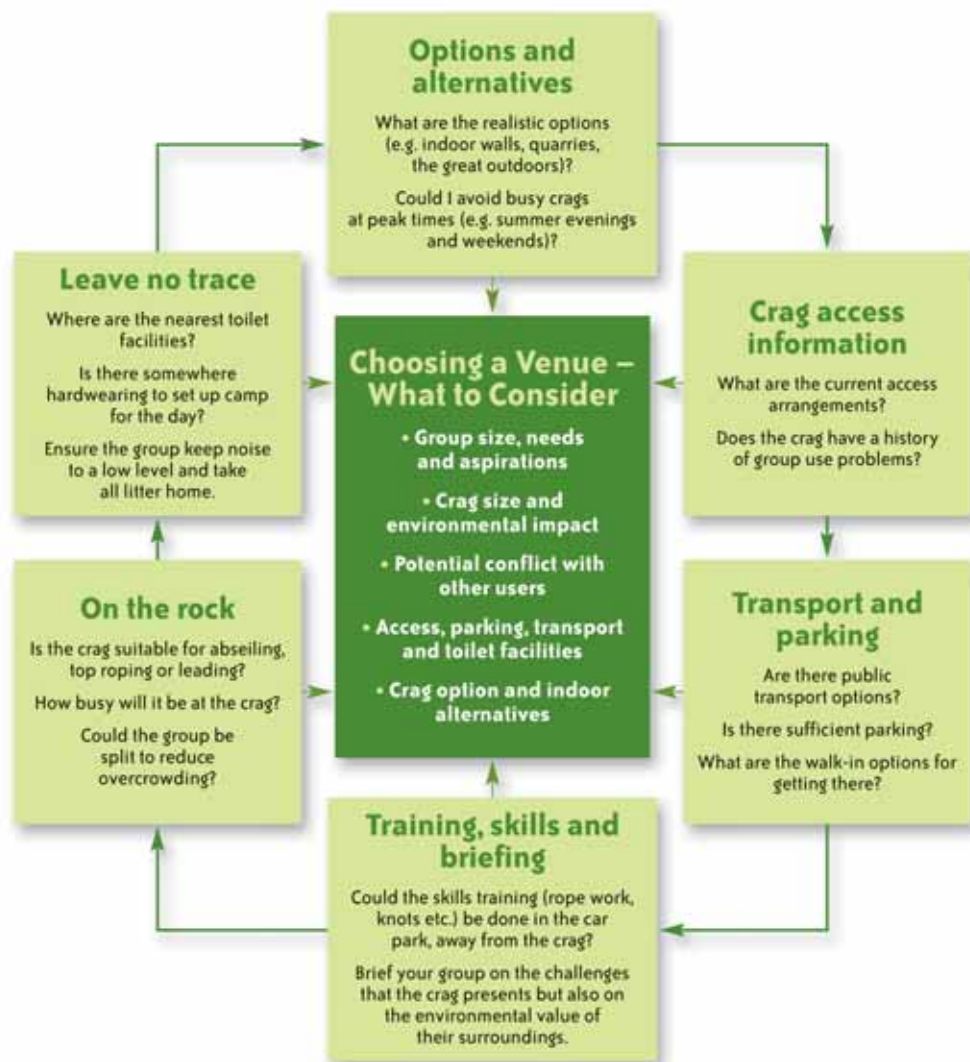 Options and
alternatives
What are the realistic options
(e.g. indoor walls, quarries,
the great outdoors)?
Could I avoid busy crags
at peak times (e.g. summer evenings
and weekends)?
Crag access
information
What are the current access
arrangements?
Does the crag have a history
of group use problems?
Transport and
parking
Are there public
transport options?
Is there sufficient parking?
What are the walk-in options for
getting there?
Training, skills and
briefing
Could the skills training (rope work,
knots etc.) be done in the car
park, away from the crag?
Brief your group on the challenges
that the crag presents but also on
the environmental value of
their surroundings.
On the rock
Is the crag suitable for abseiling,
top roping or leading?
How busy will it be at the crag?
Could the group be
split to reduce
overcrowding?
Leave no trace
Where are the nearest toilet
facilities?
Is there somewhere
hardwearing to set up camp
for the day?
Ensure the group keep noise
to a low level and take
all litter home.
Choosing a Venue –
What to Consider
• Group size, needs
and aspirations
• Crag size and
environmental impact
• Potential conflict with
other users
• Access, parking, transport
and toilet facilities
• Crag option and indoor
alternatives